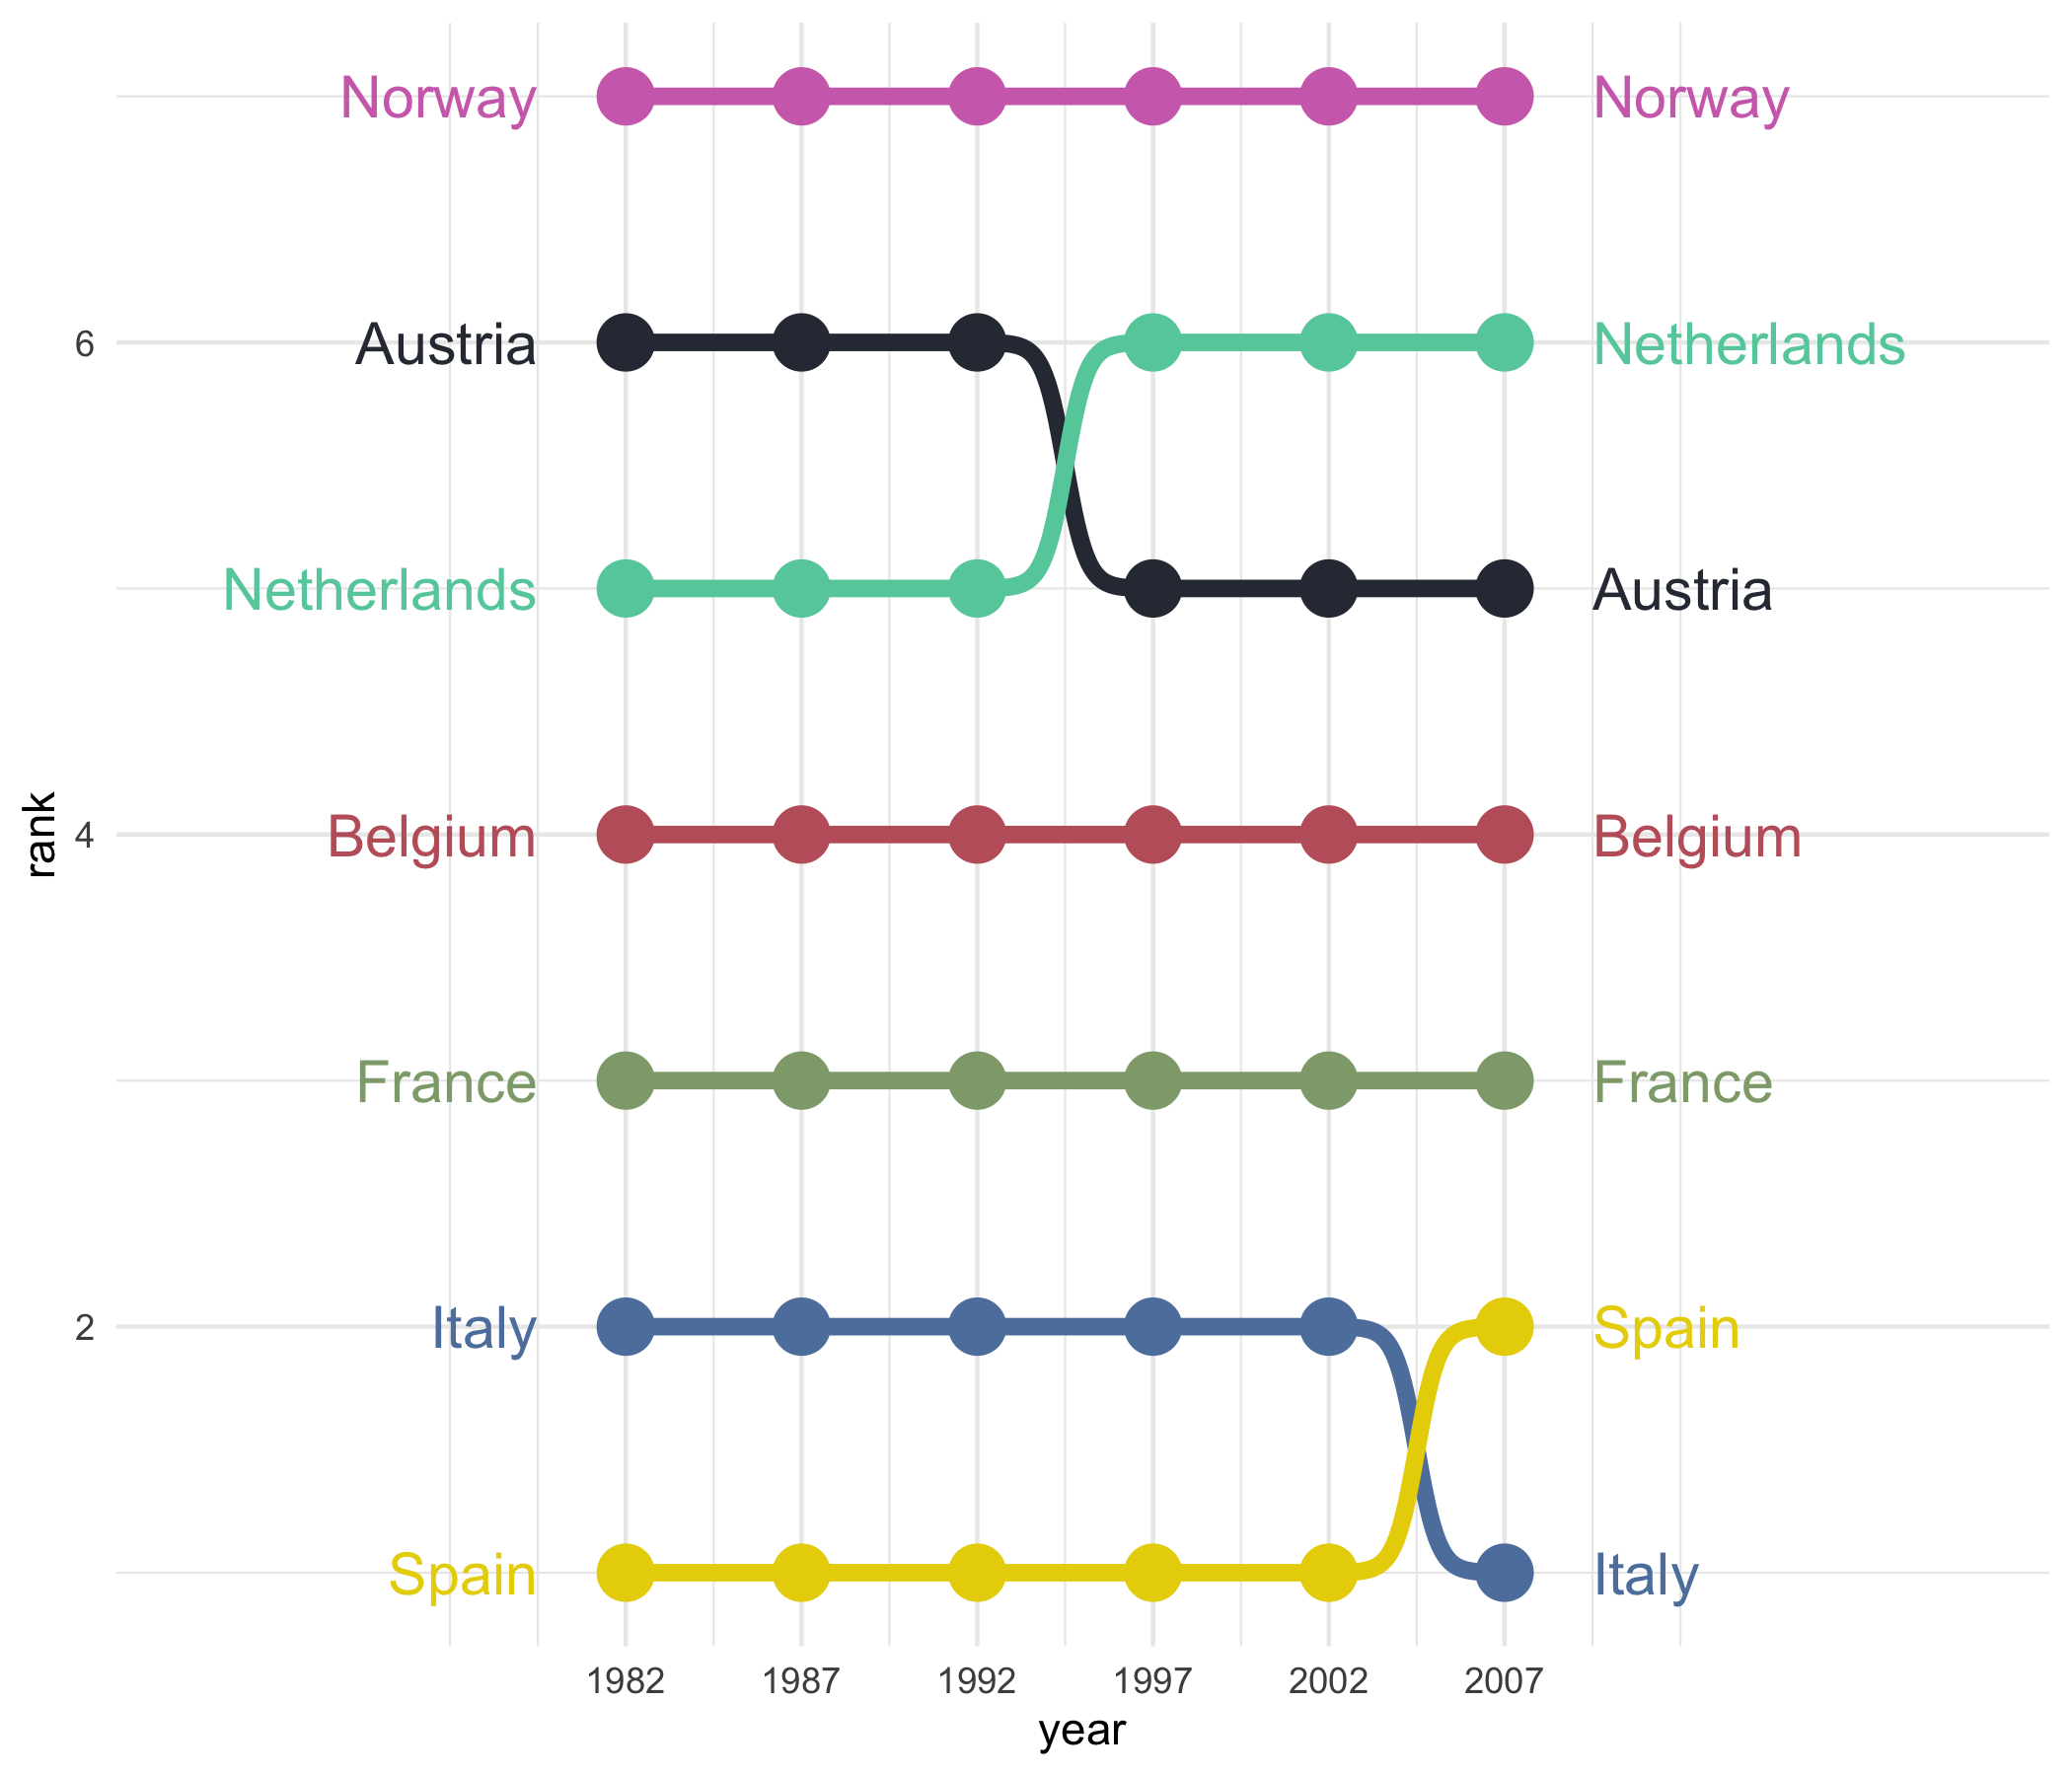 Norway Norway
6 Austria Netherlands
Netherlands Austria
rank
4 Belgium Belgium
France France
2 Italy Spain
Spain Italy
1982 1987 1992 1997 2002 2007
year